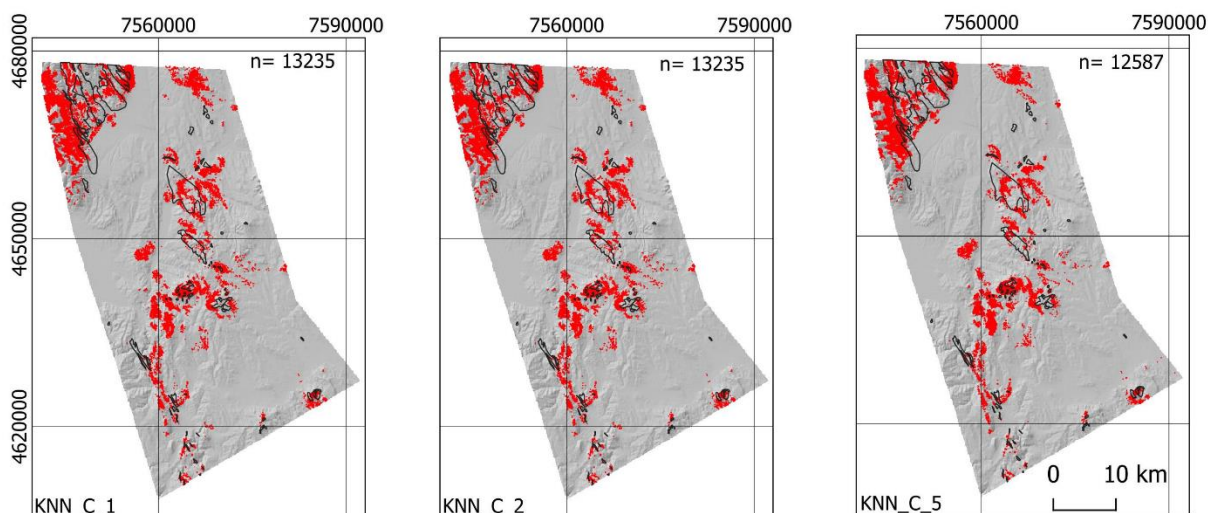 7560000 7590000 7560000 7590000 7560000 7590000
4680000
n= 13235 n= 13235 n= 12587
4650000
4620000
0 10 km
KNN_C_1 KNN_C_2 KNN_C_5